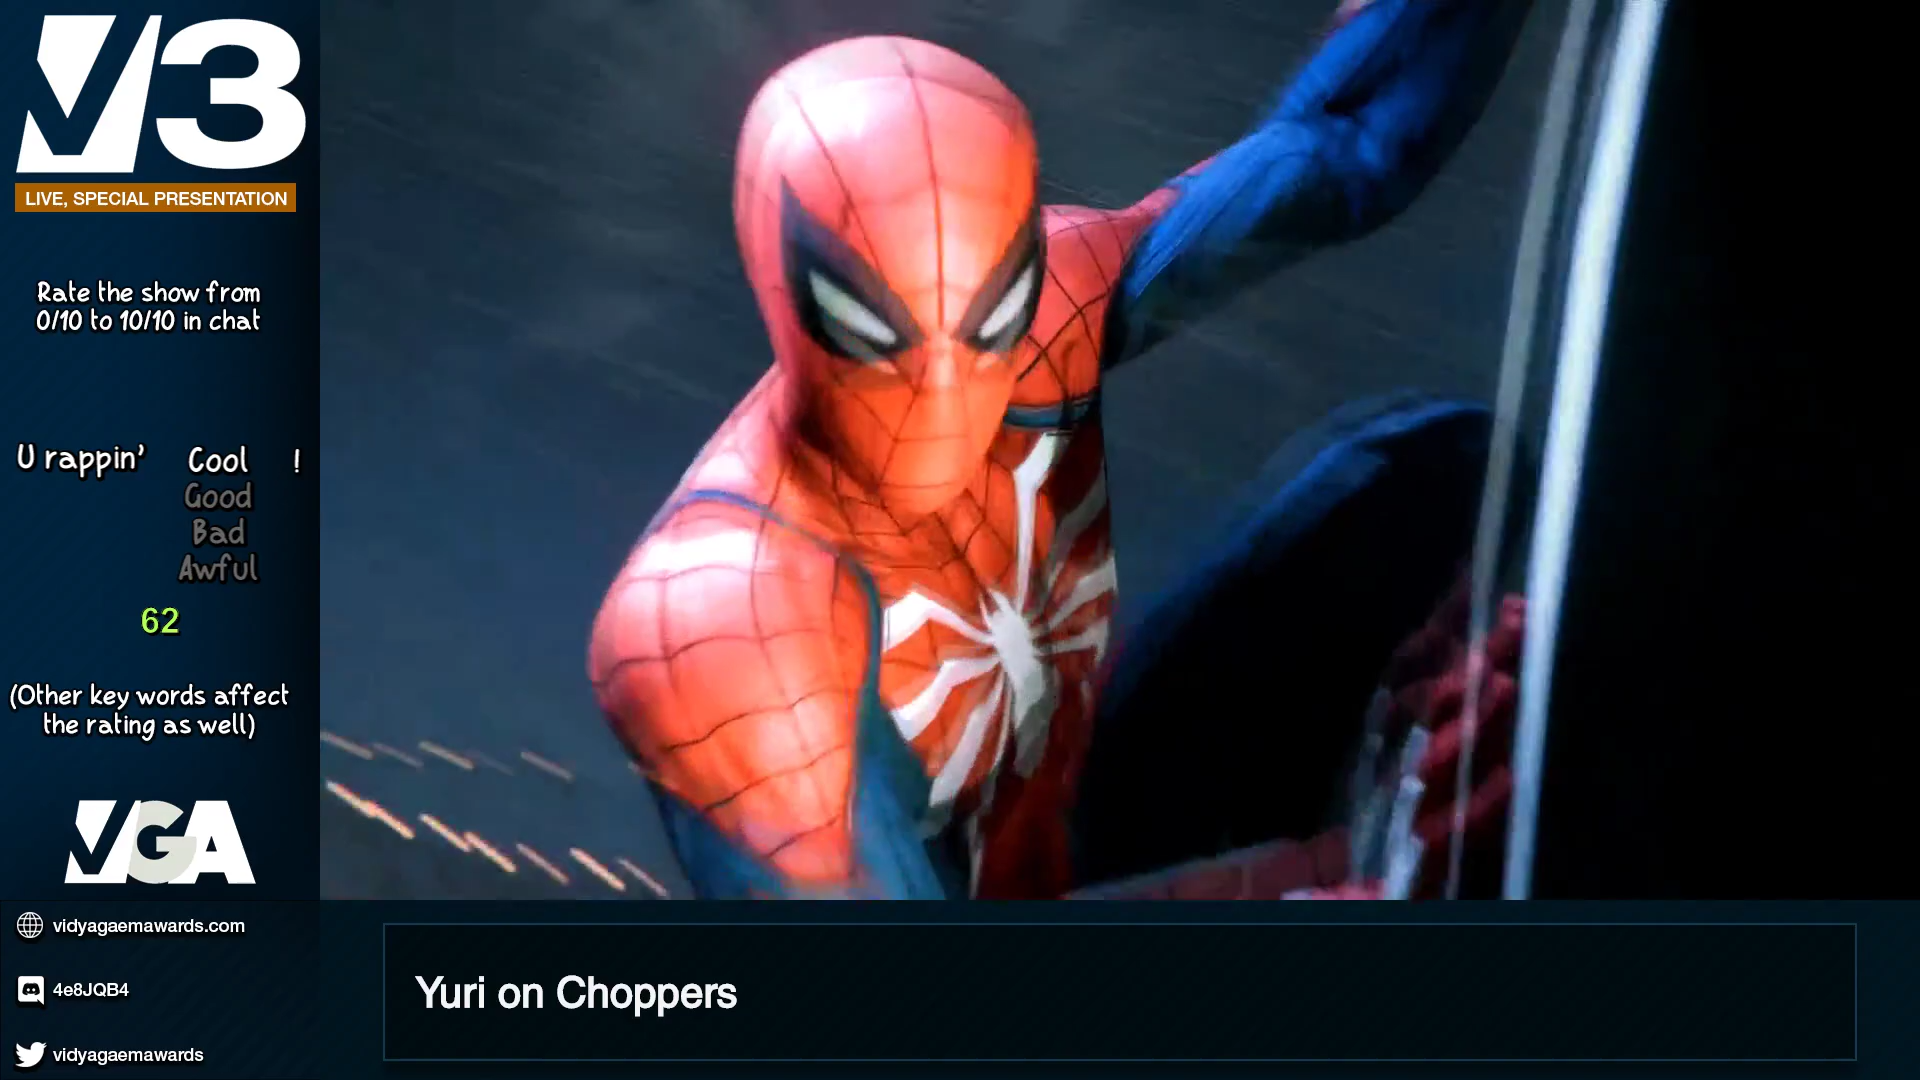 V3
LIVE, SPECIAL PRESENTATION
Rate the show from
0/10 to 10/10 in chat
U rappin' Cool !
Good
Bad
Awful
62
(Other key words affect
the rating as well)
VGA
vidyagaemawards.com
4e8JQB4
vidyagaemawards
Yuri on Choppers